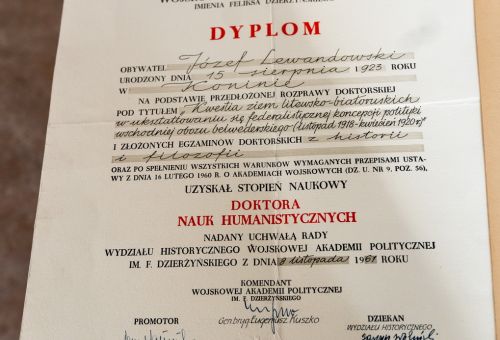 IMIENIA FELIKSA DZIERŻYŃSKIEGO
DYPLOM
OBYWATEL Józef Lewandowski
URODZONY DNIA 15 sierpnia 1923 ROKU
W Koninie
NA PODSTAWIE PRZEDŁOŻONEJ ROZPRAWY DOKTORSKIEJ
POD TYTUŁEM Kwestia ziem litewsko-białoruskich
w ukształtowaniu się federalistycznej koncepcji polityki
wschodniej obozu belwederskiego (listopad 1918-kwiecień 1920 r.)
I ZŁOŻONYCH EGZAMINÓW DOKTORSKICH z historii
i filozofii
ORAZ PO SPEŁNIENIU WSZYSTKICH WARUNKÓW WYMAGANYCH PRZEPISAMI USTA-
WY Z DNIA 16 LUTEGO 1960 R. O AKADEMIACH WOJSKOWYCH (DZ. U. NR 9, POZ. 56),
UZYSKAŁ STOPIEŃ NAUKOWY
DOKTORA
NAUK HUMANISTYCZNYCH
NADANY UCHWAŁĄ RADY
WYDZIAŁU HISTORYCZNEGO WOJSKOWEJ AKADEMII POLITYCZNEJ
IM. F. DZIERŻYŃSKIEGO Z DNIA 8 listopada 1961 ROKU
KOMENDANT
WOJSKOWEJ AKADEMII POLITYCZNEJ
IM. F. DZIERŻYŃSKIEGO
Gen. bryg. Eugeniusz Kuszko
PROMOTOR
DZIEKAN
WYDZIAŁU HISTORYCZNEGO